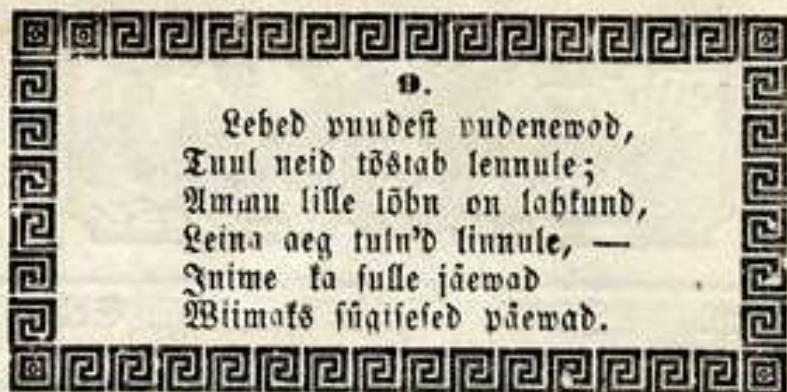 9.
Lehed puudest pudenewod,
Tuul neid tõstab lennule;
Ammu lille lõhn on lahkund,
Leina aeg tuln'd linnule, —
Inime ka sulle jäewad
Wiimaks sügisesed päewad.